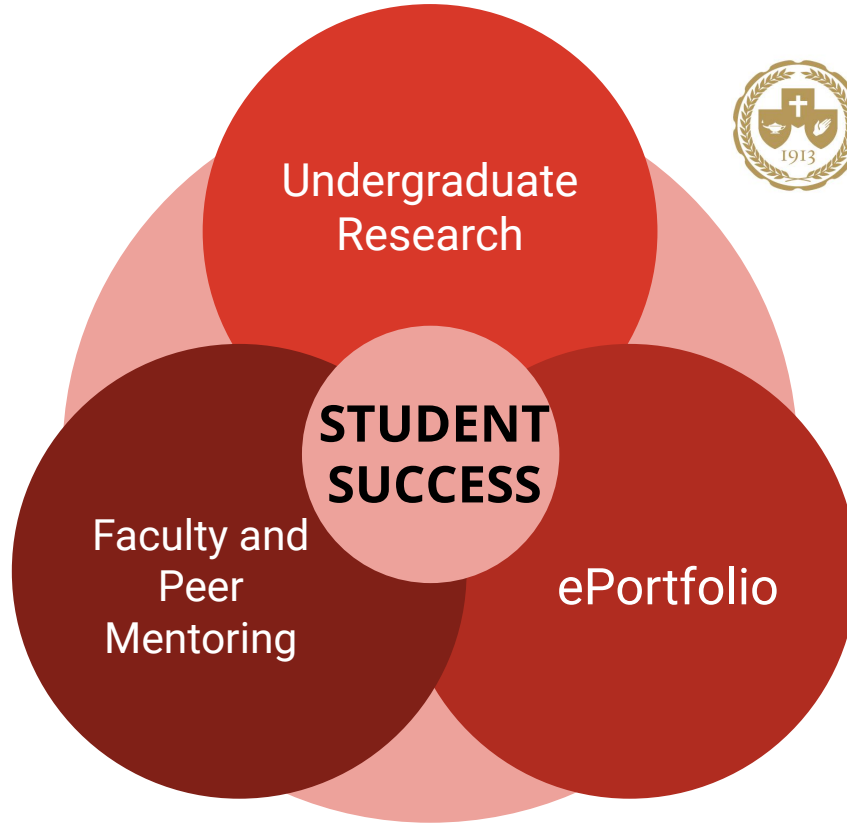 Undergraduate
Research
1913
STUDENT
SUCCESS
Faculty and
Peer
Mentoring
ePortfolio